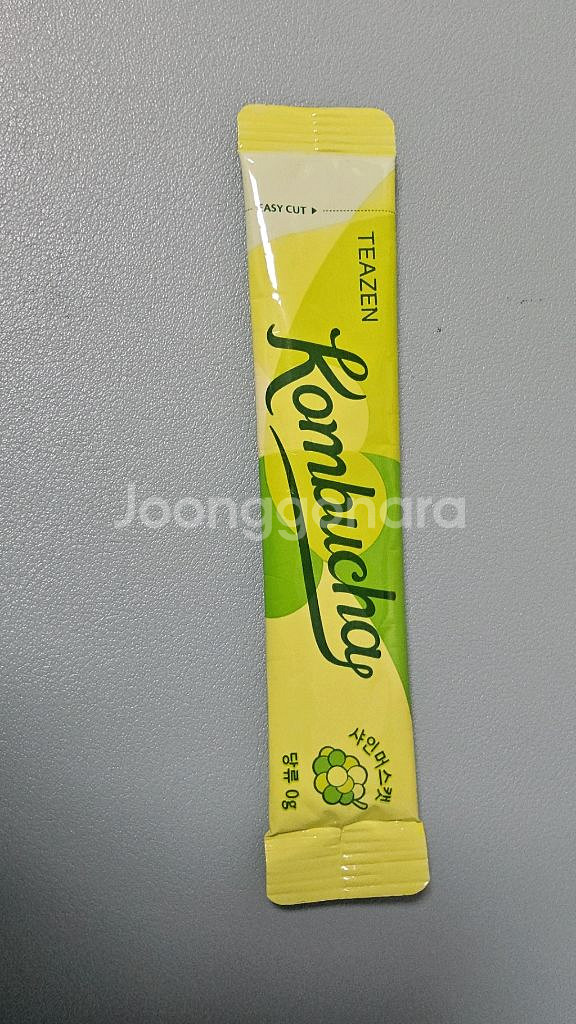 EASY CUT
TEAZEN
Kombucha
샤인머스캣
당류 0g
Joonggonara